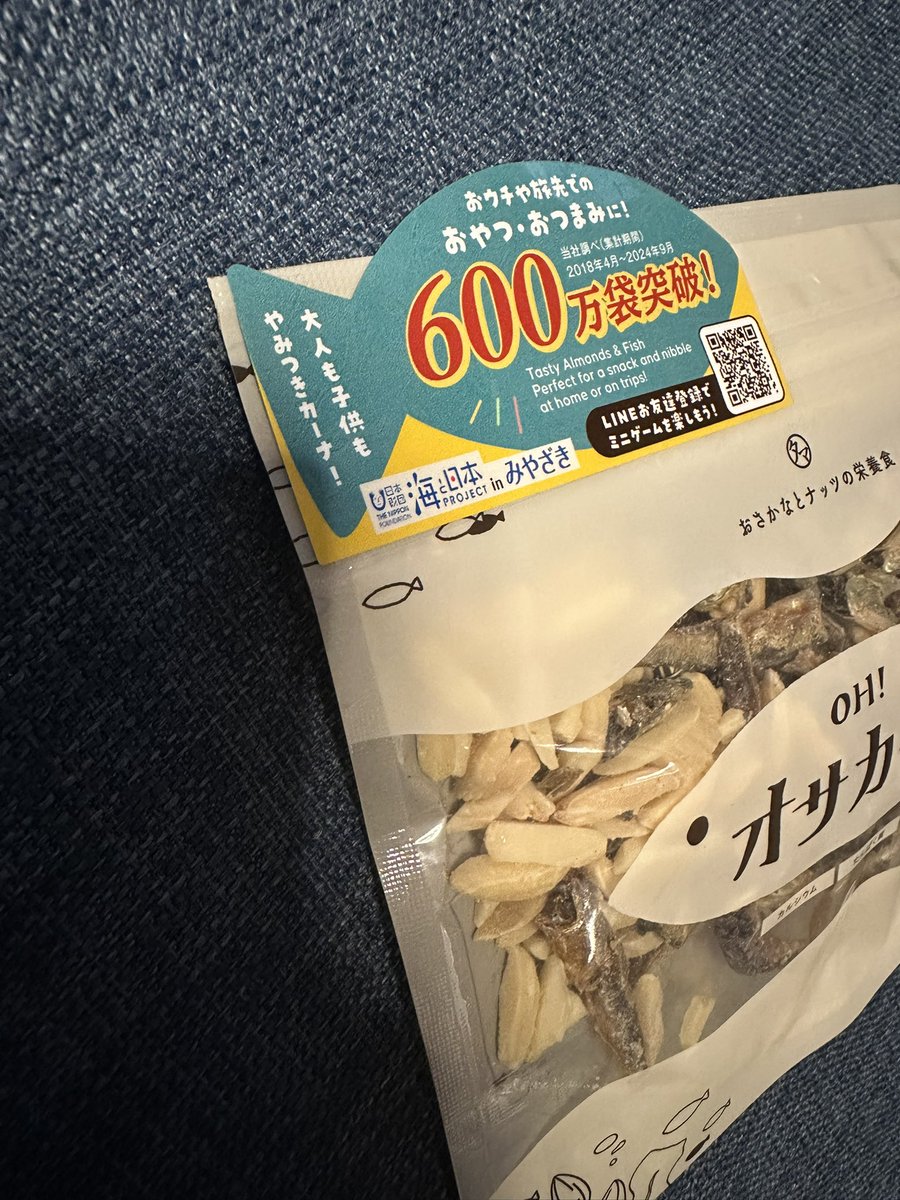 おウチや旅先での
おやつ・おつまみに!
当社調べ(集計期間)
2018年4月～2024年9月
600万袋突破!
Tasty Almonds & Fish
Perfect for a snack and nibble
at home or on trips!
LINEお友達登録で
ミニゲームを楽しもう!
大人も子供も
やみつきカーナ!
日本
財団
THE NIPPON
FOUNDATION
海と日本
PROJECT
in みやざき
タマ
おさかなとナッツの栄養食
OH!
オサカ
カルシウム